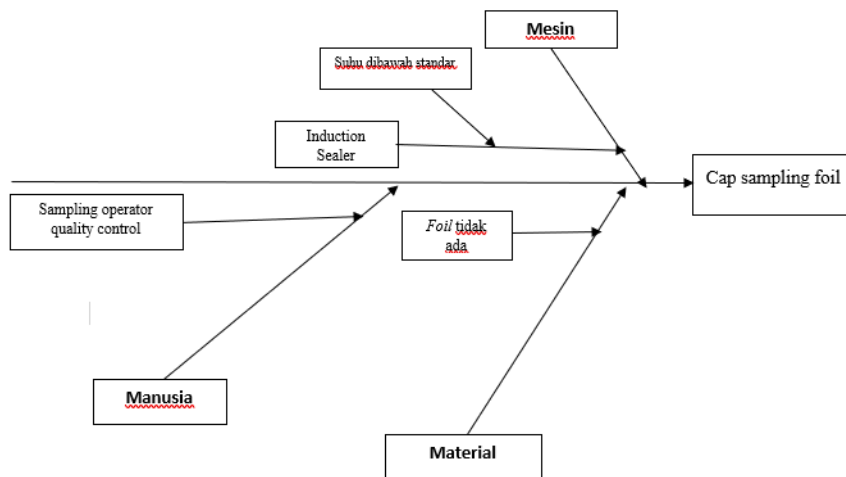 Mesin
Suhu dibawah standar
Induction
Sealer
Cap sampling foil
Sampling operator
quality control
Foil tidak
ada
Manusia
Material